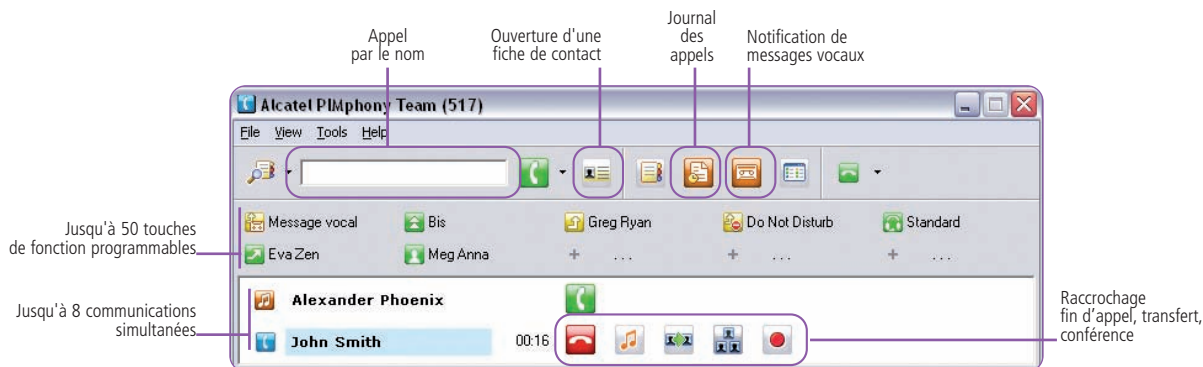 Appel
par le nom
Ouverture d'une
fiche de contact
Journal
des
appels
Notification de
messages vocaux
Alcatel PIMphony Team (517)
File View Tools Help
Jusqu'à 50 touches
de fonction programmables
Message vocal Bis Greg Ryan Do Not Disturb Standard
Eva Zen Meg Anna + ... + ... + ...
Jusqu'à 8 communications
simultanées
Alexander Phoenix
John Smith 00:16
Raccrochage
fin d’appel, transfert,
conférence